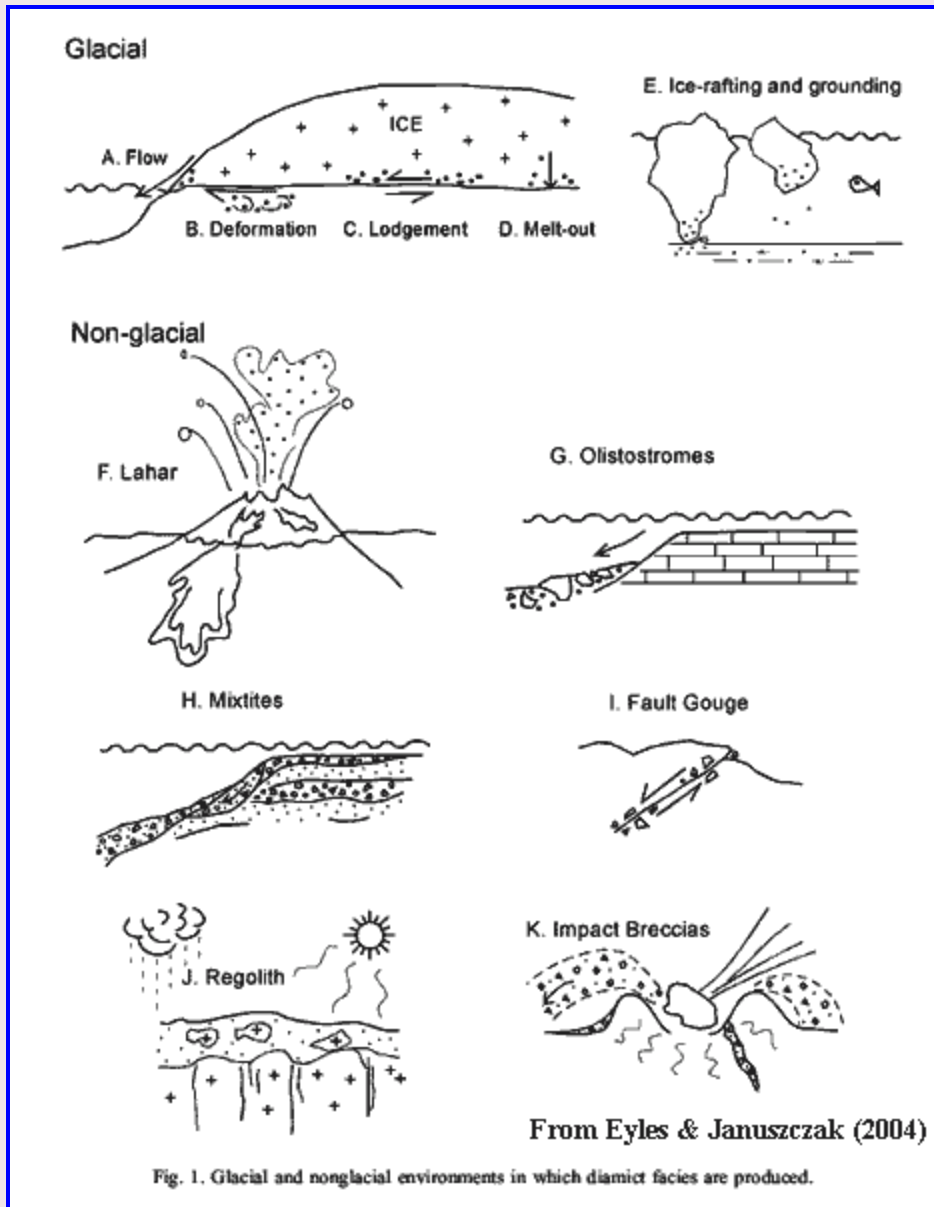 Glacial
E. Ice-rafting and grounding
ICE
A. Flow
B. Deformation
C. Lodgement
D. Melt-out
Non-glacial
F. Lahar
G. Olistostromes
H. Mixtites
I. Fault Gouge
J. Regolith
K. Impact Breccias
From Eyles & Januszczak (2004)
Fig. 1. Glacial and nonglacial environments in which diamict facies are produced.